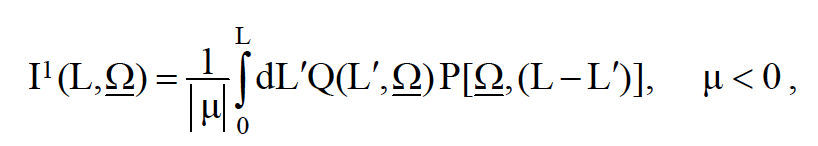 I¹(L,Ω) = 1/|μ| ∫₀ᴸ dL′Q(L′,Ω)P[Ω,(L−L′)], μ < 0 ,